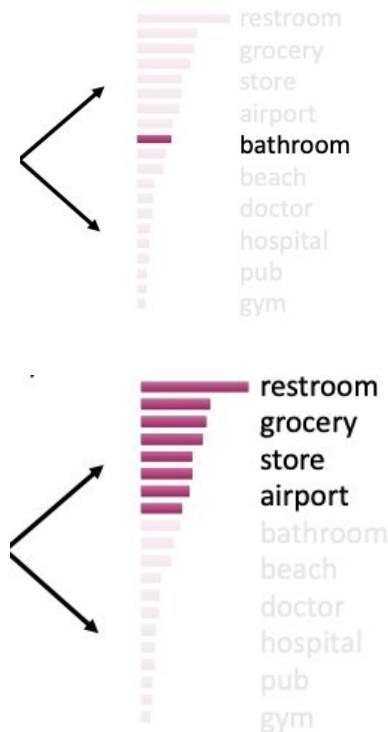 restroom
grocery
store
airport
bathroom
beach
doctor
hospital
pub
gym
restroom
grocery
store
airport
bathroom
beach
doctor
hospital
pub
gym